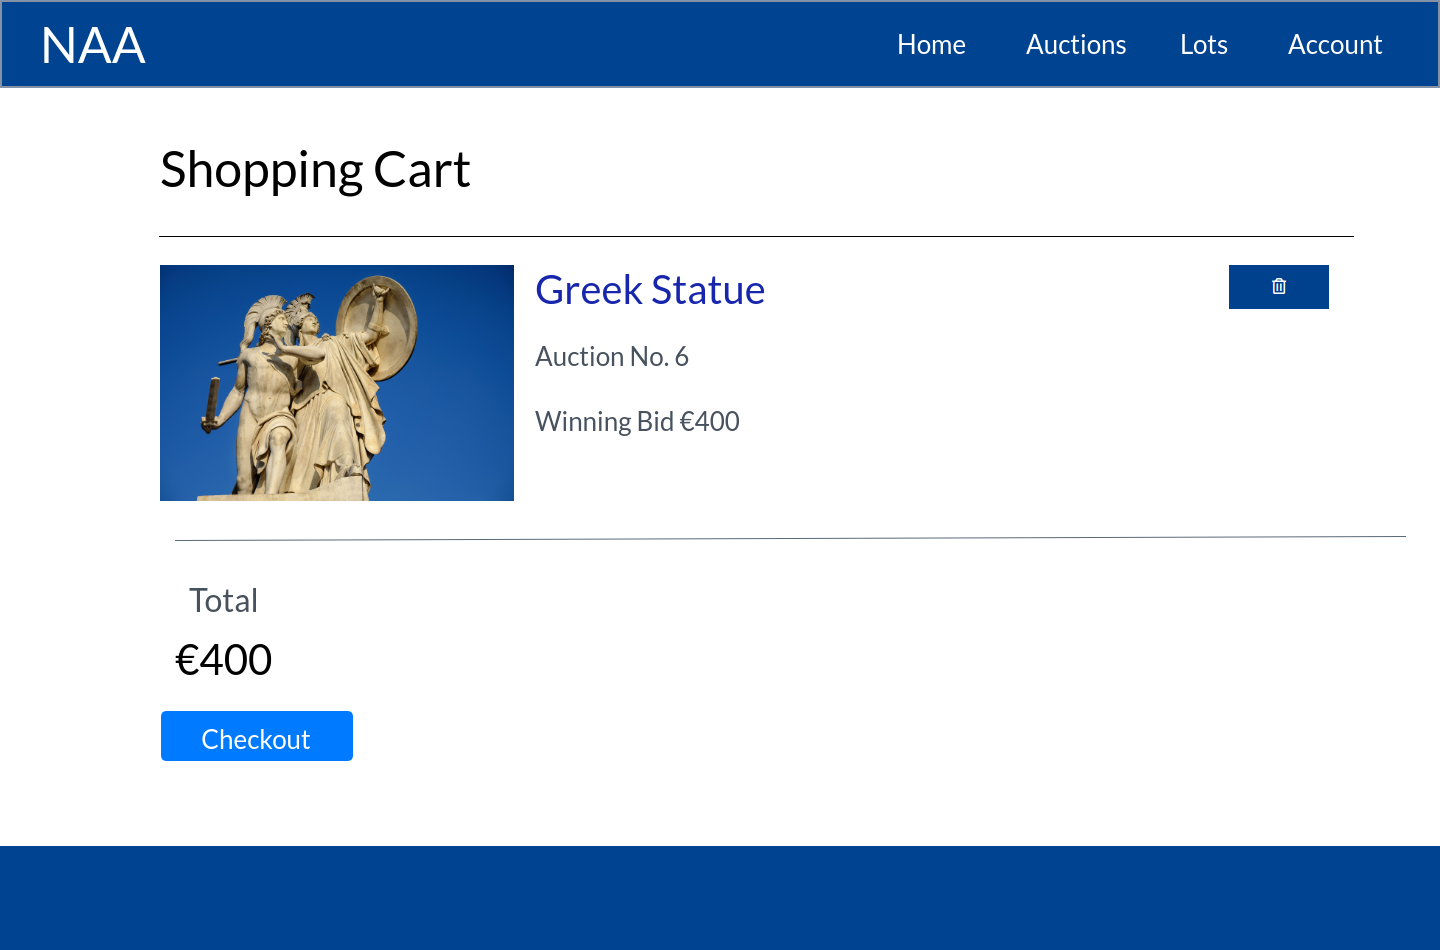 NAA Home Auctions Lots Account
Shopping Cart
Greek Statue
Auction No. 6
Winning Bid €400
Total
€400
Checkout